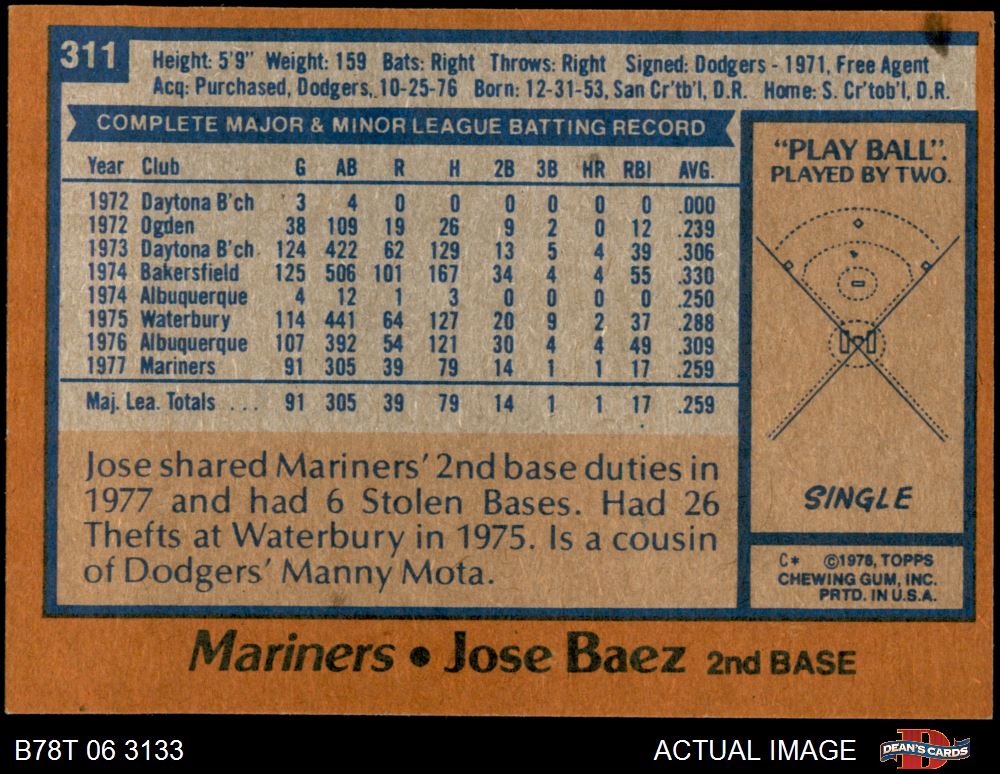 311
Height: 5'9" Weight: 159 Bats: Right Throws: Right Signed: Dodgers - 1971, Free Agent
Acq: Purchased, Dodgers, 10-25-76 Born: 12-31-53, San Cr'tb'l, D.R. Home: S. Cr'tob'l, D.R.
COMPLETE MAJOR & MINOR LEAGUE BATTING RECORD
Year Club G AB R H 2B 3B HR RBI AVG.
1972 Daytona B'ch 3 4 0 0 0 0 0 0 .000
1972 Ogden 38 109 19 26 9 2 0 12 .239
1973 Daytona B'ch 124 422 62 129 13 5 4 39 .306
1974 Bakersfield 125 506 101 167 34 4 4 55 .330
1974 Albuquerque 4 12 1 3 0 0 0 0 .250
1975 Waterbury 114 441 64 127 20 9 2 37 .288
1976 Albuquerque 107 392 54 121 30 4 4 49 .309
1977 Mariners 91 305 39 79 14 1 1 17 .259
Maj. Lea. Totals ... 91 305 39 79 14 1 1 17 .259
Jose shared Mariners' 2nd base duties in
1977 and had 6 Stolen Bases. Had 26
Thefts at Waterbury in 1975. Is a cousin
of Dodgers' Manny Mota.
"PLAY BALL".
PLAYED BY TWO.
SINGLE
C* ©1978, TOPPS
CHEWING GUM, INC.
PRTD. IN U.S.A.
Mariners • Jose Baez 2nd BASE
B78T 06 3133
ACTUAL IMAGE
DEAN'S CARDS